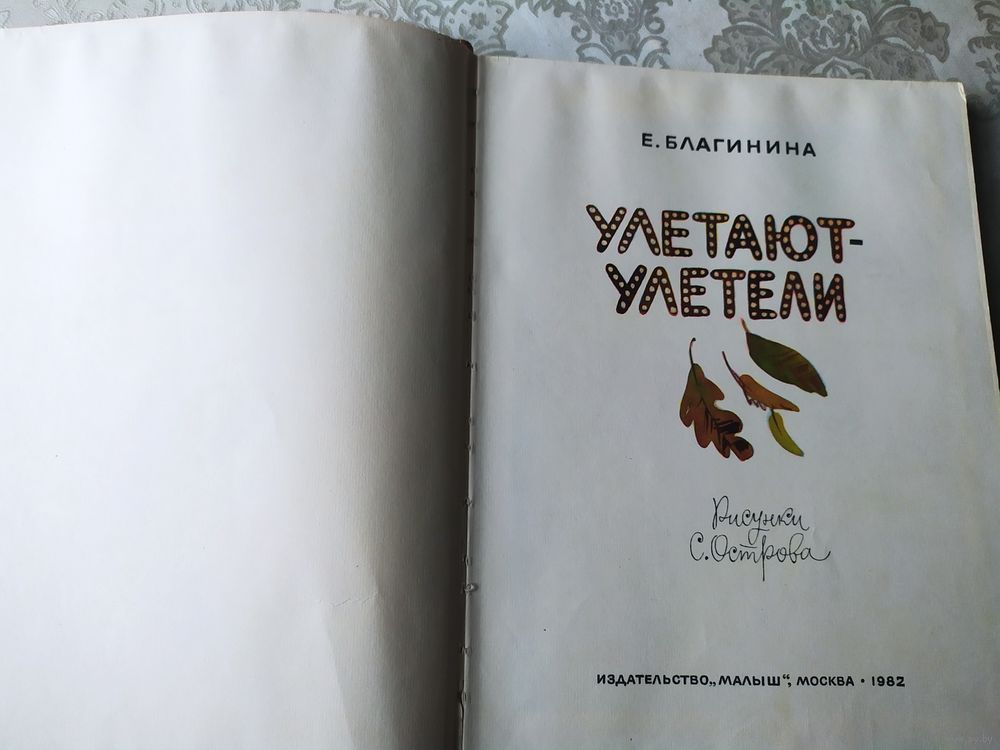 Е. БЛАГИНИНА
УЛЕТАЮТ-
УЛЕТЕЛИ
Рисунки
С. Острова
ИЗДАТЕЛЬСТВО „МАЛЫШ“, МОСКВА • 1982